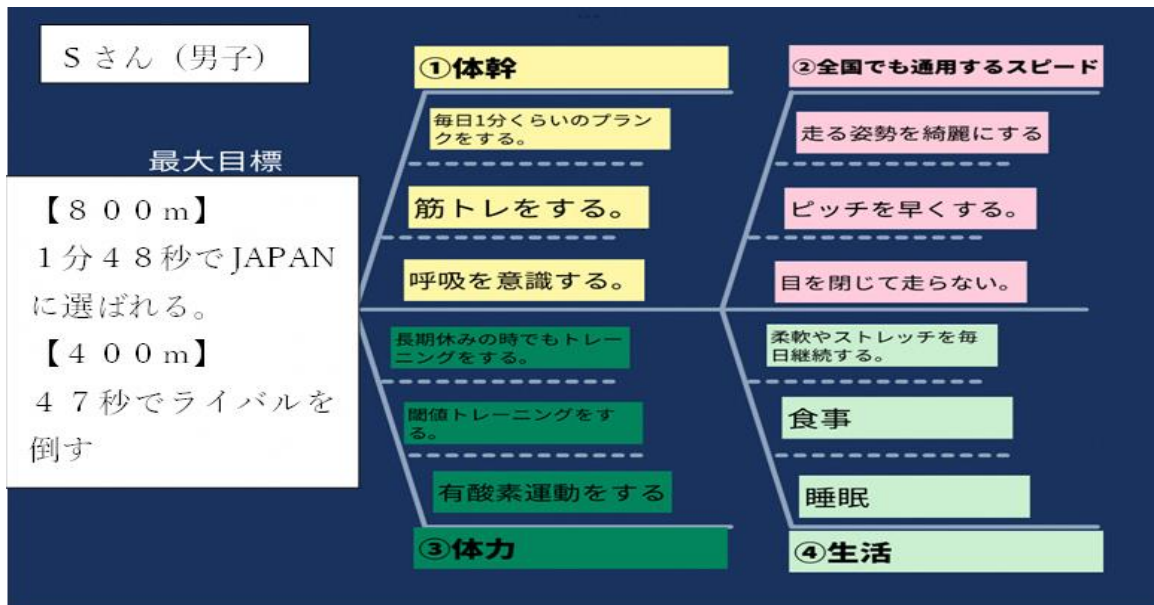 Sさん（男子）
最大目標
【８００ｍ】
１分４８秒でJAPAN
に選ばれる。
【４００ｍ】
４７秒でライバルを
倒す
①体幹
毎日1分くらいのプラン
クをする。
筋トレをする。
呼吸を意識する。
②全国でも通用するスピード
走る姿勢を綺麗にする
ピッチを早くする。
目を閉じて走らない。
長期休みの時でもトレー
ニングをする。
閾値トレーニングをす
る。
有酸素運動をする
③体力
柔軟やストレッチを毎
日継続する。
食事
睡眠
④生活